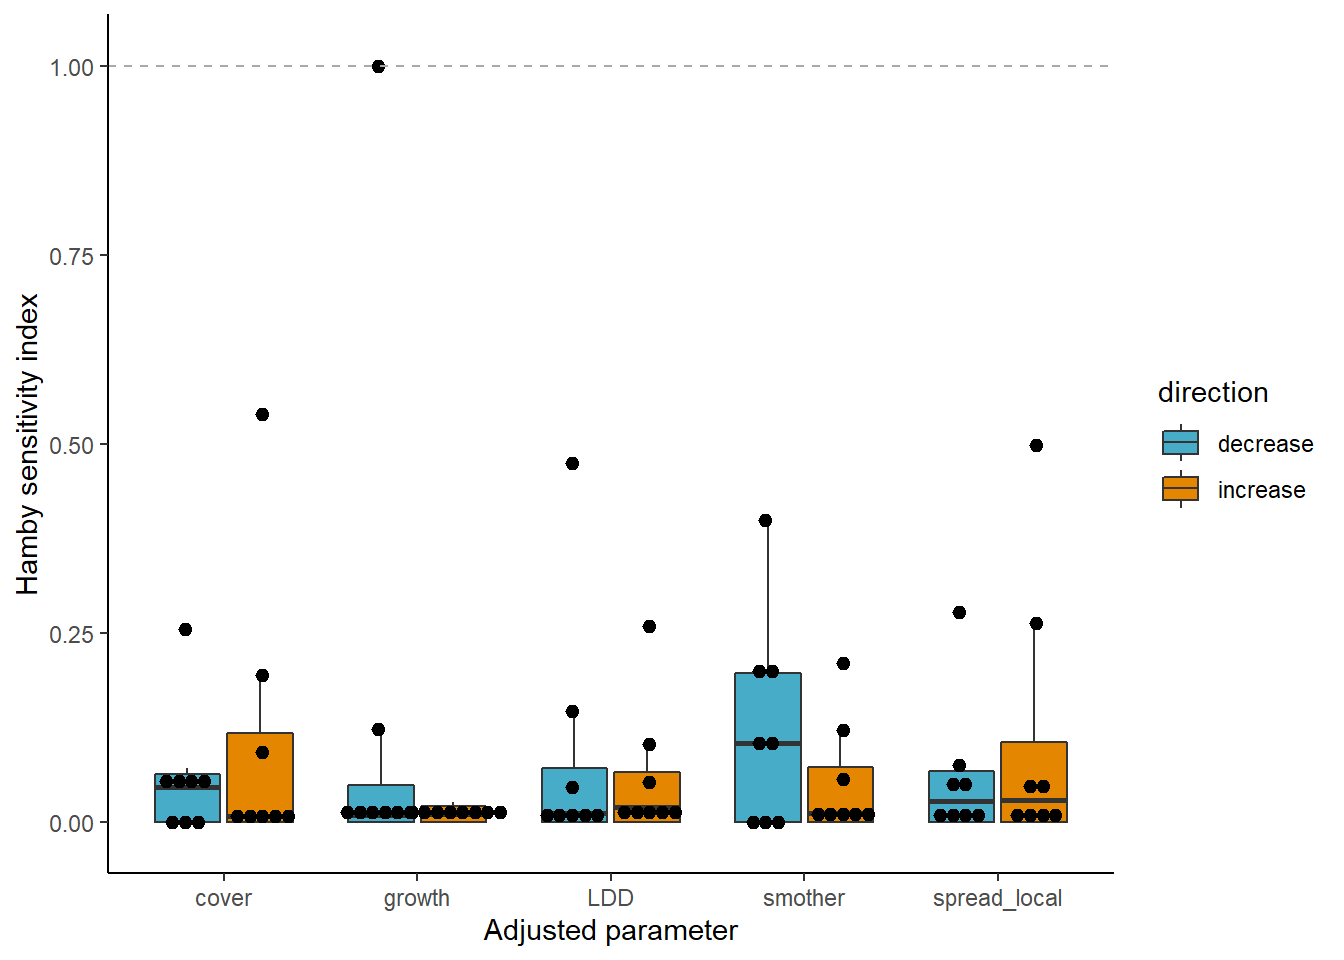 1.00
0.75
0.50
0.25
0.00
Hamby sensitivity index
cover growth LDD smother spread_local
Adjusted parameter
direction
decrease
increase